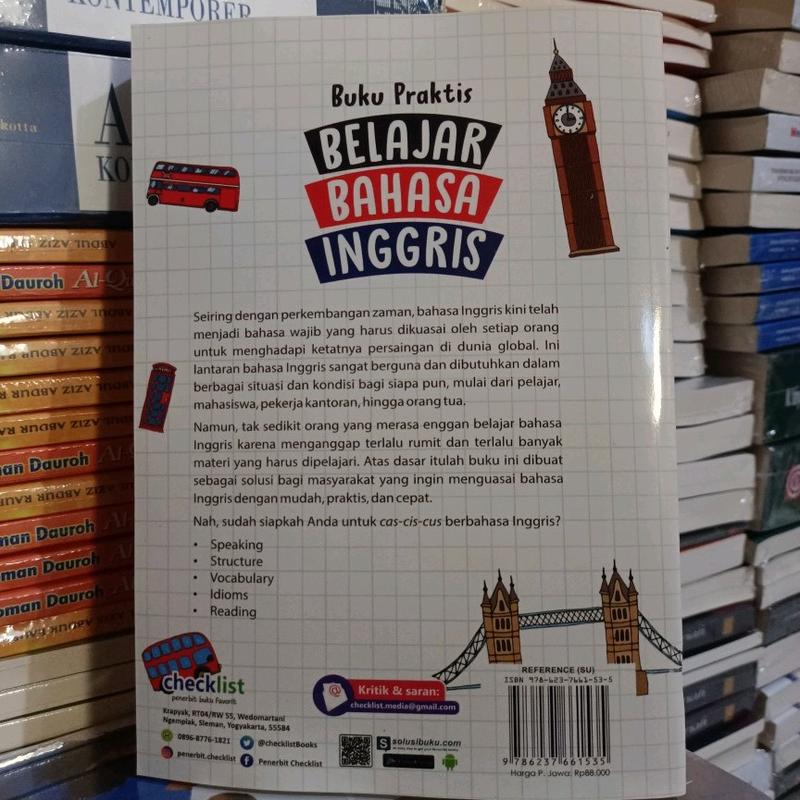 KONTEMPORER
kotta
KO
Dauroh
man Dauroh
man Dauroh
oman Dauroh
Buku Praktis
BELAJAR
BAHASA
INGGRIS
Seiring dengan perkembangan zaman, bahasa Inggris kini telah
menjadi bahasa wajib yang harus dikuasai oleh setiap orang
untuk menghadapi ketatnya persaingan di dunia global. Ini
lantaran bahasa Inggris sangat berguna dan dibutuhkan dalam
berbagai situasi dan kondisi bagi siapa pun, mulai dari pelajar,
mahasiswa, pekerja kantoran, hingga orang tua.
Namun, tak sedikit orang yang merasa enggan belajar bahasa
Inggris karena menganggap terlalu rumit dan terlalu banyak
materi yang harus dipelajari. Atas dasar itulah buku ini dibuat
sebagai solusi bagi masyarakat yang ingin menguasai bahasa
Inggris dengan mudah, praktis, dan cepat.
Nah, sudah siapkah Anda untuk cas-cis-cus berbahasa Inggris?
• Speaking
• Structure
• Vocabulary
• Idioms
• Reading
checklist
penerbit buku favorit
Krapyak, RT04/RW 55, Wedomartani
Ngemplak, Sleman, Yogyakarta, 55584
0896-8776-1821
@checklistBooks
penerbit.checklist
Penerbit Checklist
Kritik & saran:
checklist.media@gmail.com
solusibuku.com
REFERENCE (SU)
ISBN 978-623-7661-53-5
9 786237 661535
Harga P. Jawa: Rp88.000